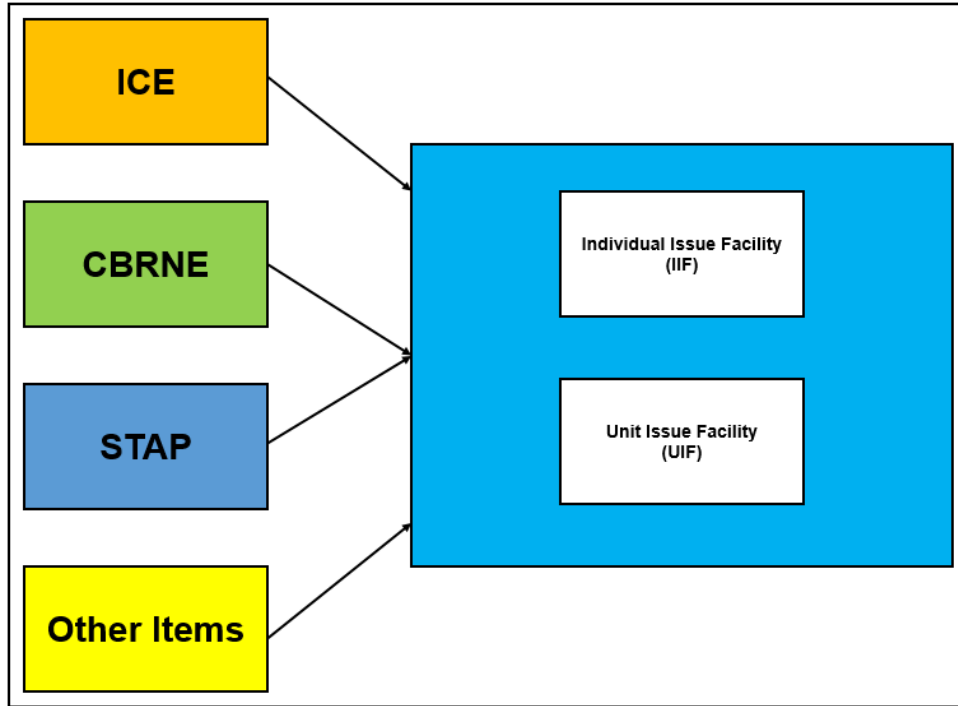 ICE
CBRNE
STAP
Other Items
Individual Issue Facility
(IIF)
Unit Issue Facility
(UIF)